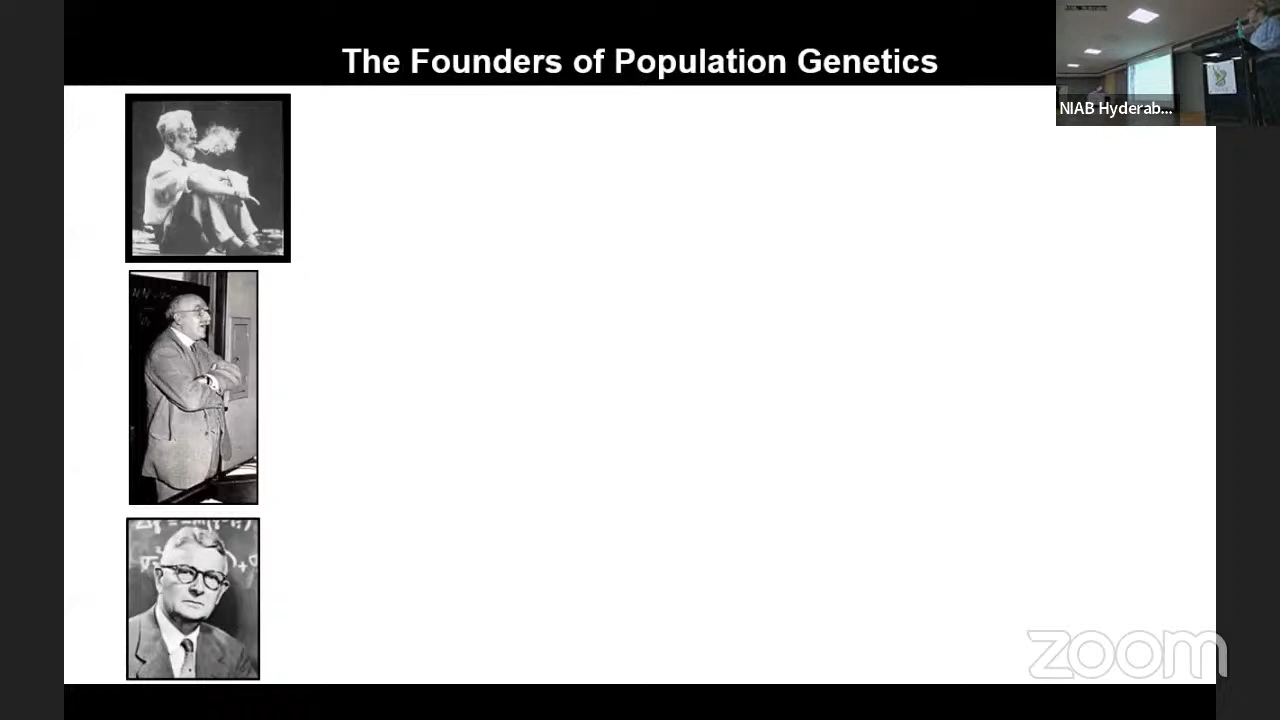 The Founders of Population Genetics
NIAB Hyderab...
zoom